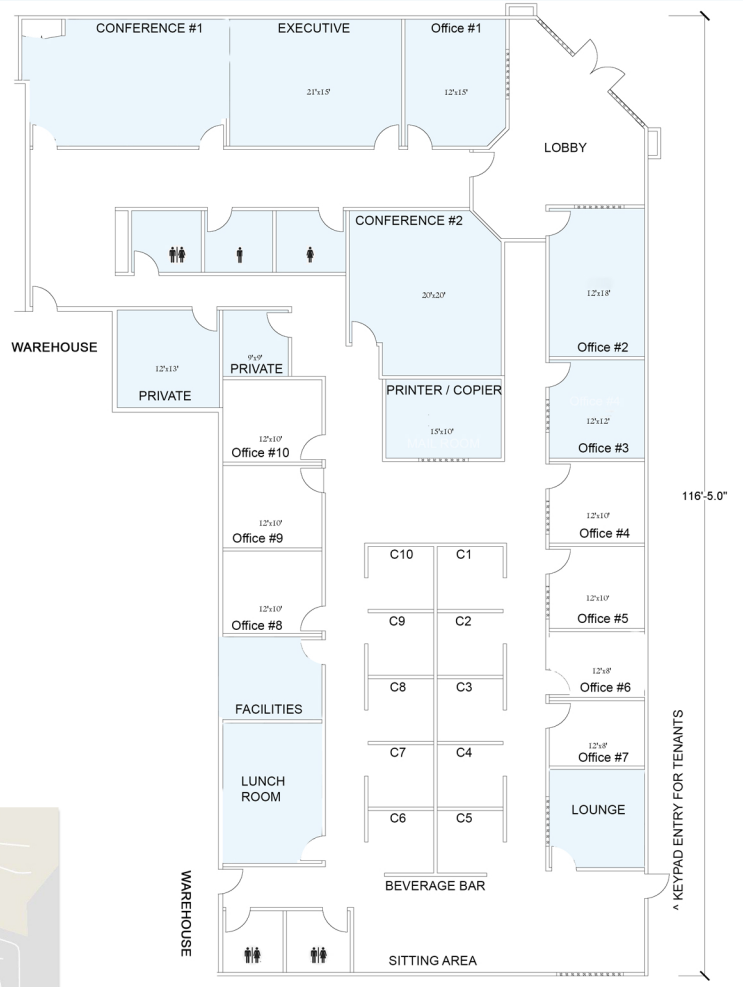 CONFERENCE #1
EXECUTIVE
Office #1
21'x15'
12'x15'
LOBBY
CONFERENCE #2
20'x20'
12'x18'
Office #2
WAREHOUSE
12'x13'
PRIVATE
9'x9'
PRIVATE
PRINTER / COPIER
15'x10'
12'x12'
Office #3
12'x10'
Office #10
116'-5.0"
12'x10'
Office #4
12'x10'
Office #9
C10
C1
12'x10'
Office #5
12'x10'
Office #8
C9
C2
12'x8'
Office #6
C8
C3
FACILITIES
12'x8'
Office #7
C7
C4
LUNCH
ROOM
LOUNGE
C6
C5
^ KEYPAD ENTRY FOR TENANTS
BEVERAGE BAR
WAREHOUSE
SITTING AREA